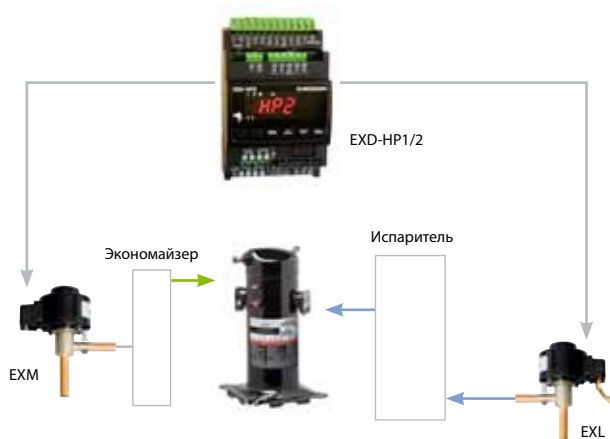 HP2
EXD-HP1/2
Экономайзер
Испаритель
EXM
EXL